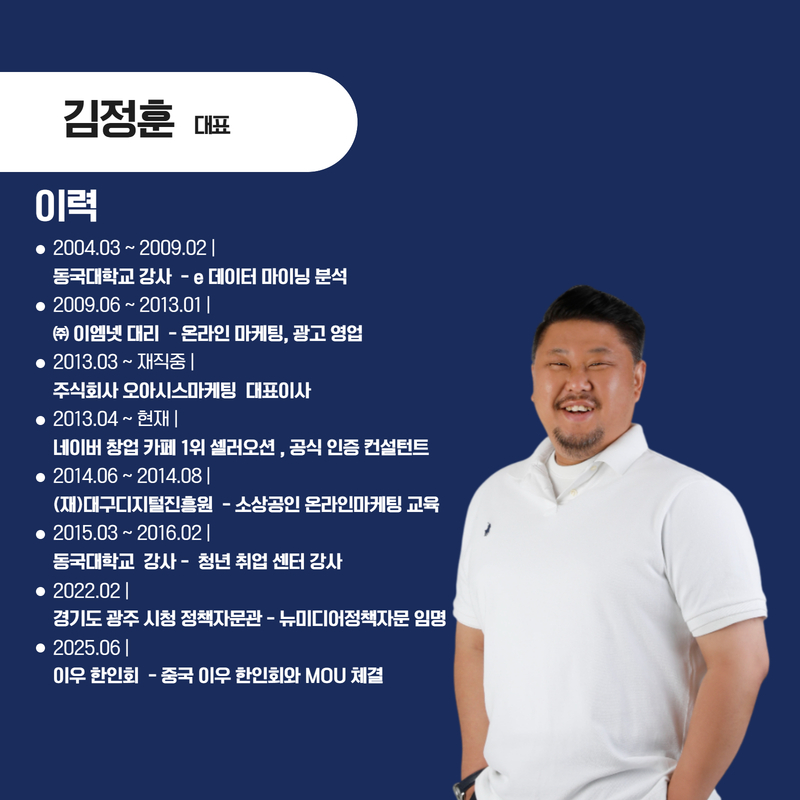 김정훈 대표
이력
● 2004.03 ~ 2009.02 |
동국대학교 강사 - e 데이터 마이닝 분석
● 2009.06 ~ 2013.01 |
㈜ 이엠넷 대리 - 온라인 마케팅, 광고 영업
● 2013.03 ~ 재직중 |
주식회사 오아시스마케팅 대표이사
● 2013.04 ~ 현재 |
네이버 창업 카페 1위 셀러오션 , 공식 인증 컨설턴트
● 2014.06 ~ 2014.08 |
(재)대구디지털진흥원 - 소상공인 온라인마케팅 교육
● 2015.03 ~ 2016.02 |
동국대학교 강사 - 청년 취업 센터 강사
● 2022.02 |
경기도 광주 시청 정책자문관 - 뉴미디어정책자문 임명
● 2025.06 |
이우 한인회 - 중국 이우 한인회와 MOU 체결